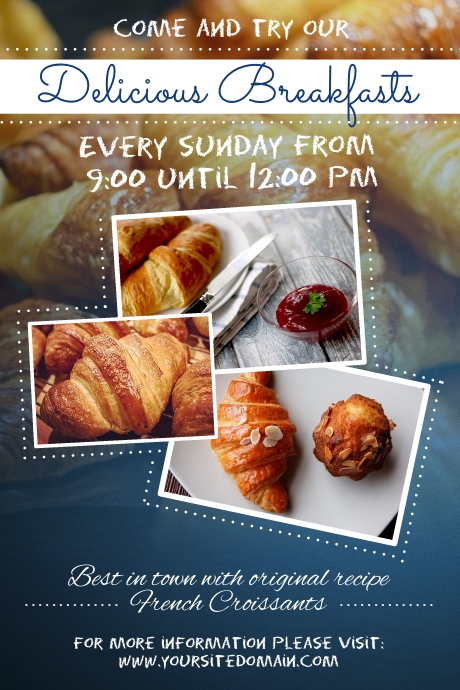 COME AND TRY OUR
Delicious Breakfasts
EVERY SUNDAY FROM
9:00 UNTIL 12:00 PM
Best in town with original recipe
French Croissants
FOR MORE INFORMATION PLEASE VISIT:
WWW.YOURSITEDOMAIN.COM